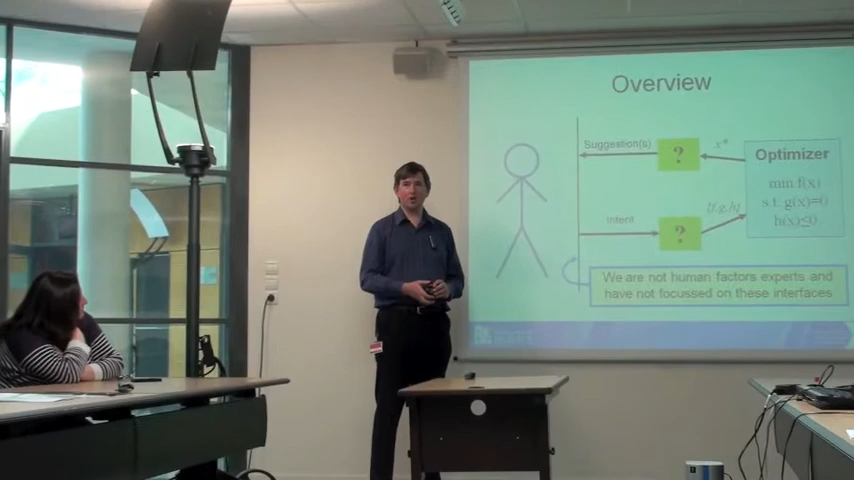 Overview
Suggestion(s)
?
x*
Optimizer
min f(x)
s.t. g(x)=0
h(x)≤0
Intent
?
[f,g,h]
We are not human factors experts and
have not focussed on these interfaces